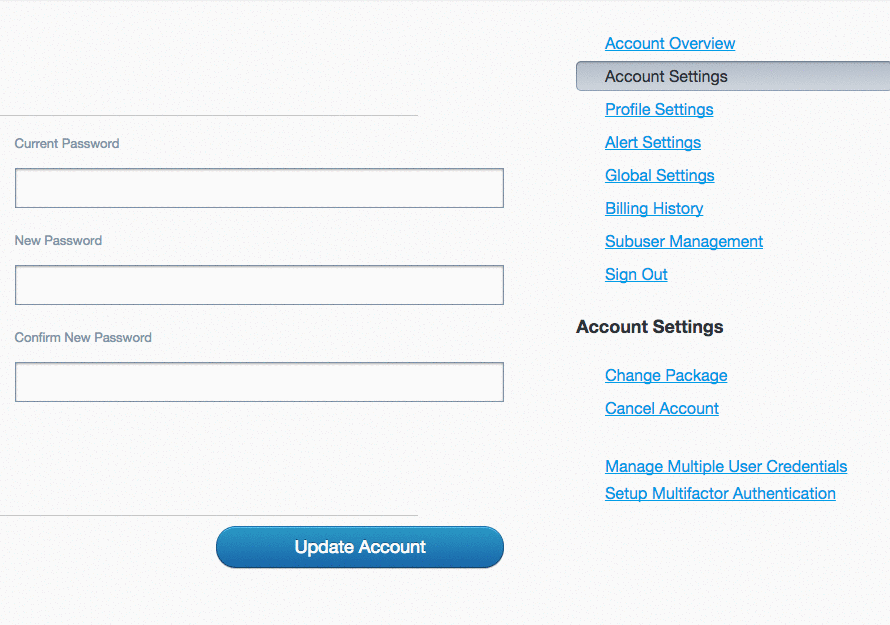 Current Password
New Password
Confirm New Password
Update Account
Account Overview
Account Settings
Profile Settings
Alert Settings
Global Settings
Billing History
Subuser Management
Sign Out
Account Settings
Change Package
Cancel Account
Manage Multiple User Credentials
Setup Multifactor Authentication